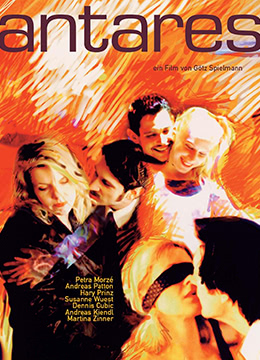 antares
ein Film von Götz Spielmann
Petra Morzé
Andreas Patton
Hary Prinz
Susanne Wuest
Dennis Cubic
Andreas Kiendl
Martina Zinner